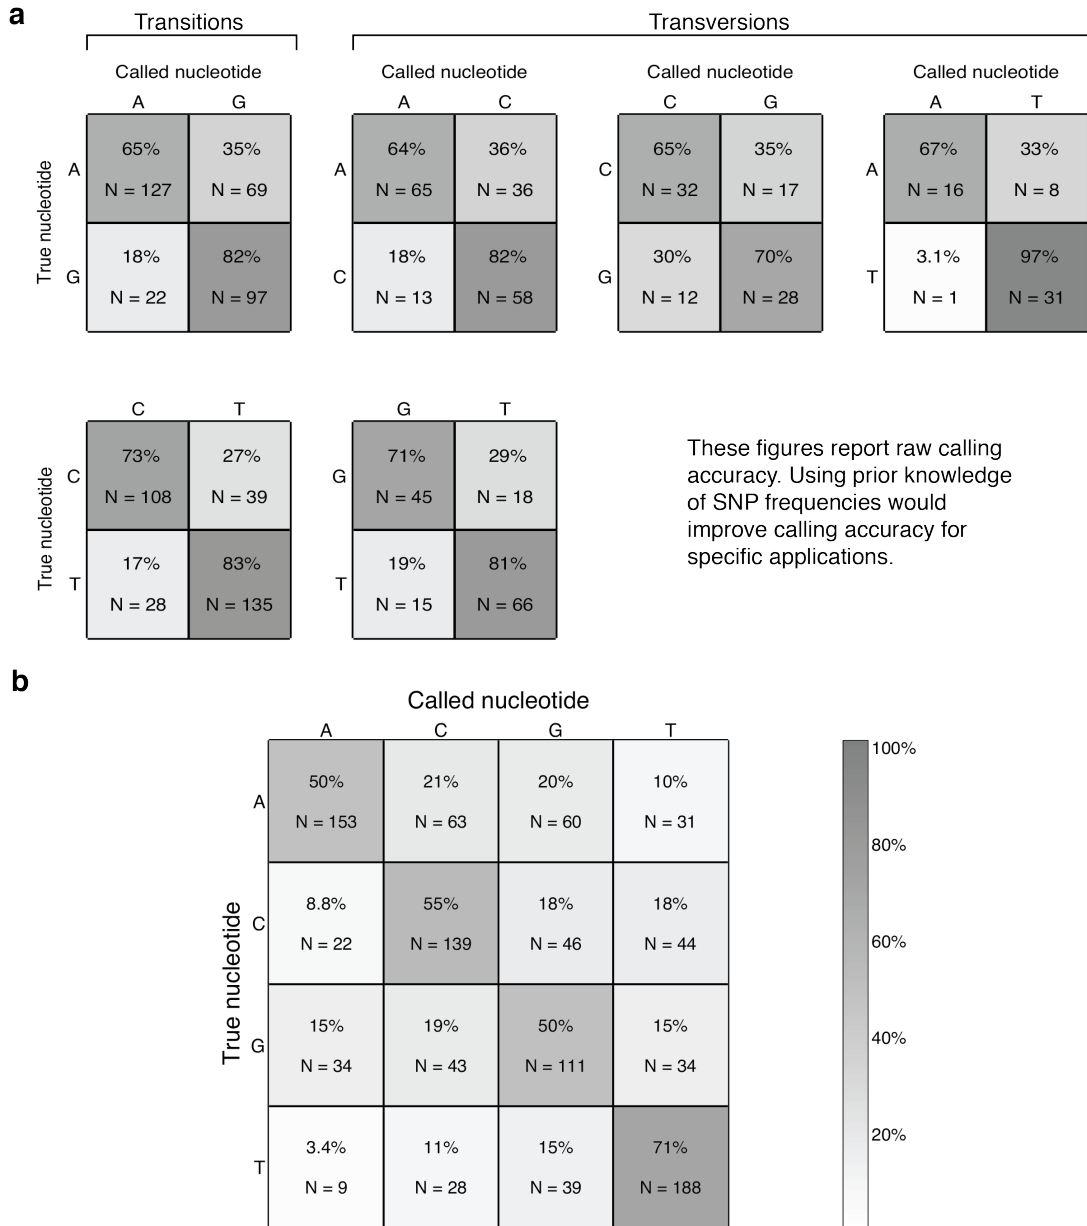 a
Transitions
Transversions
Called nucleotide
Called nucleotide
Called nucleotide
Called nucleotide
A G
A C
C G
A T
True nucleotide
A 65% 35%
N = 127 N = 69
G 18% 82%
N = 22 N = 97
A 64% 36%
N = 65 N = 36
C 18% 82%
N = 13 N = 58
C 65% 35%
N = 32 N = 17
G 30% 70%
N = 12 N = 28
A 67% 33%
N = 16 N = 8
T 3.1% 97%
N = 1 N = 31
C T
True nucleotide
C 73% 27%
N = 108 N = 39
T 17% 83%
N = 28 N = 135
G T
G 71% 29%
N = 45 N = 18
T 19% 81%
N = 15 N = 66
These figures report raw calling
accuracy. Using prior knowledge
of SNP frequencies would
improve calling accuracy for
specific applications.
b
Called nucleotide
A C G T
True nucleotide
A 50% 21% 20% 10%
N = 153 N = 63 N = 60 N = 31
C 8.8% 55% 18% 18%
N = 22 N = 139 N = 46 N = 44
G 15% 19% 50% 15%
N = 34 N = 43 N = 111 N = 34
T 3.4% 11% 15% 71%
N = 9 N = 28 N = 39 N = 188
100%
80%
60%
40%
20%